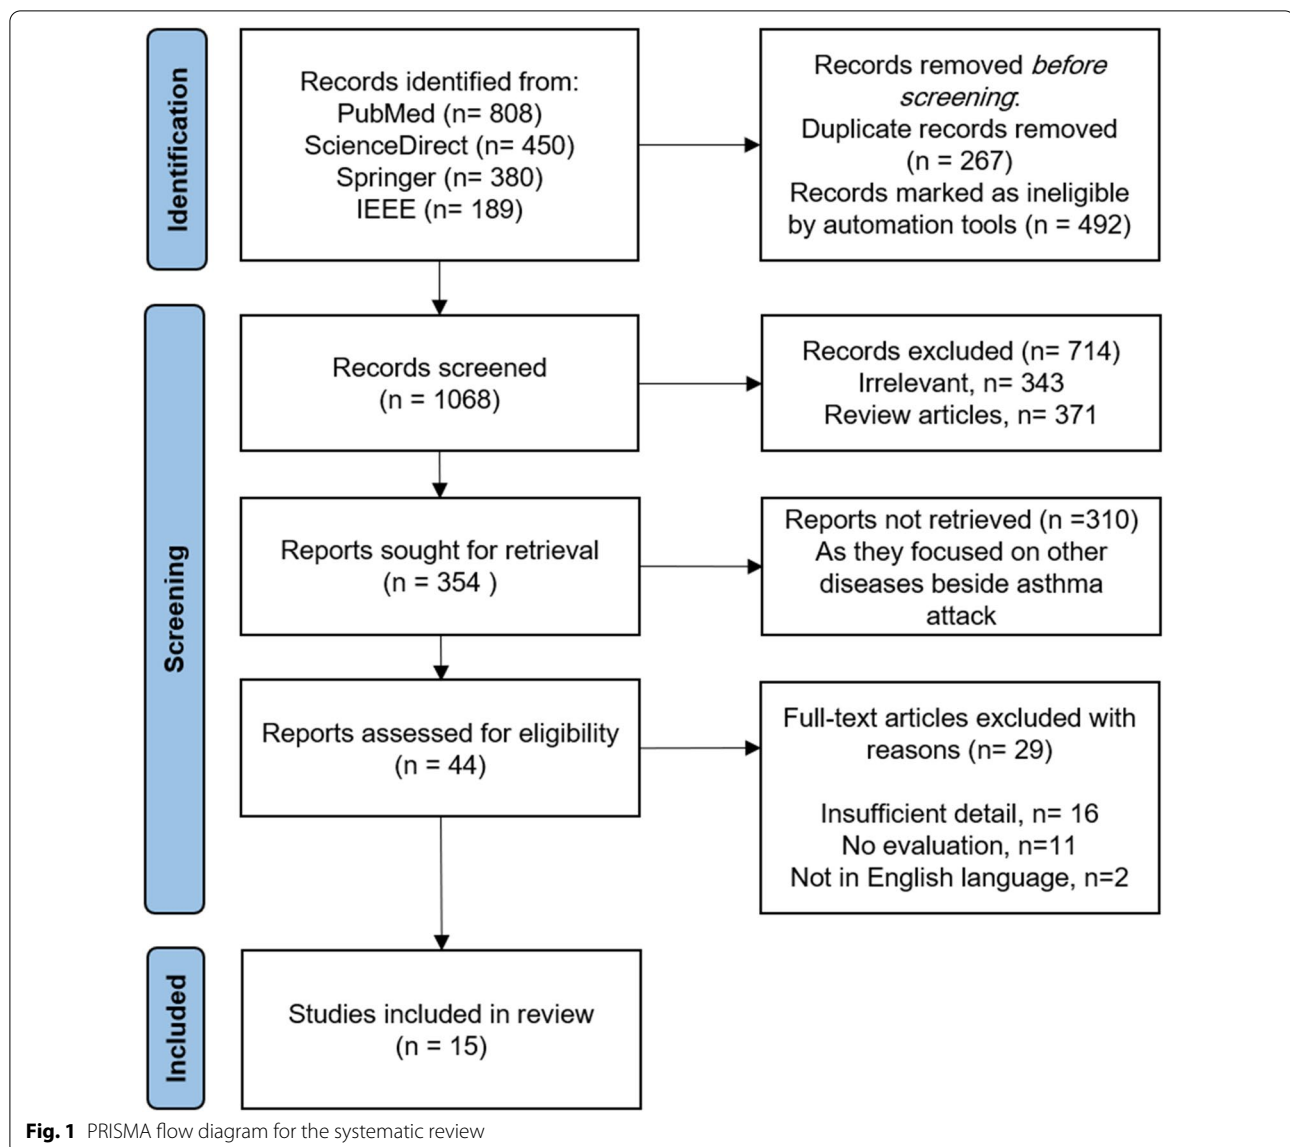 Identification
Records identified from:
PubMed (n= 808)
ScienceDirect (n= 450)
Springer (n= 380)
IEEE (n= 189)
Records removed before
screening:
Duplicate records removed
(n = 267)
Records marked as ineligible
by automation tools (n = 492)
Screening
Records screened
(n = 1068)
Records excluded (n= 714)
Irrelevant, n= 343
Review articles, n= 371
Reports sought for retrieval
(n = 354 )
Reports not retrieved (n =310)
As they focused on other
diseases beside asthma
attack
Reports assessed for eligibility
(n = 44)
Full-text articles excluded with
reasons (n= 29)
Insufficient detail, n= 16
No evaluation, n=11
Not in English language, n=2
Included
Studies included in review
(n = 15)
Fig. 1 PRISMA flow diagram for the systematic review